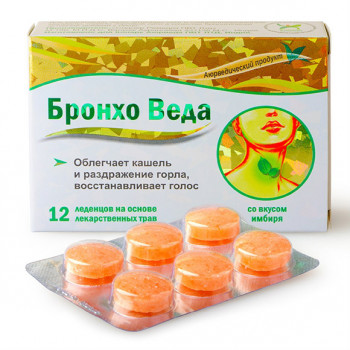 Аюрведический продукт
Бронхо Веда
Облегчает кашель
и раздражение горла,
восстанавливает голос
12 леденцов на основе
лекарственных трав
со вкусом
имбиря